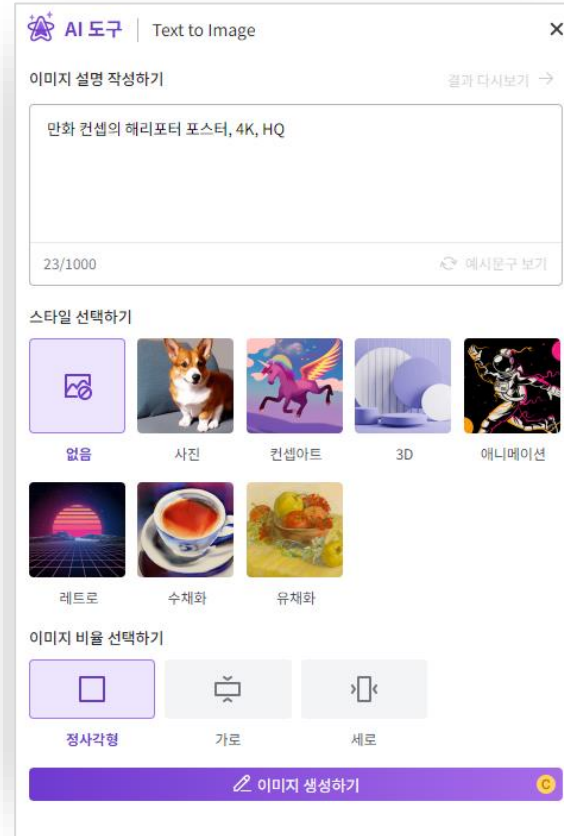 AI 도구 | Text to Image
이미지 설명 작성하기
결과 다시보기 →
만화 컨셉의 해리포터 포스터, 4K, HQ
23/1000
예시문구 보기
스타일 선택하기
없음
사진
컨셉아트
3D
애니메이션
레트로
수채화
유채화
이미지 비율 선택하기
정사각형
가로
세로
이미지 생성하기
C